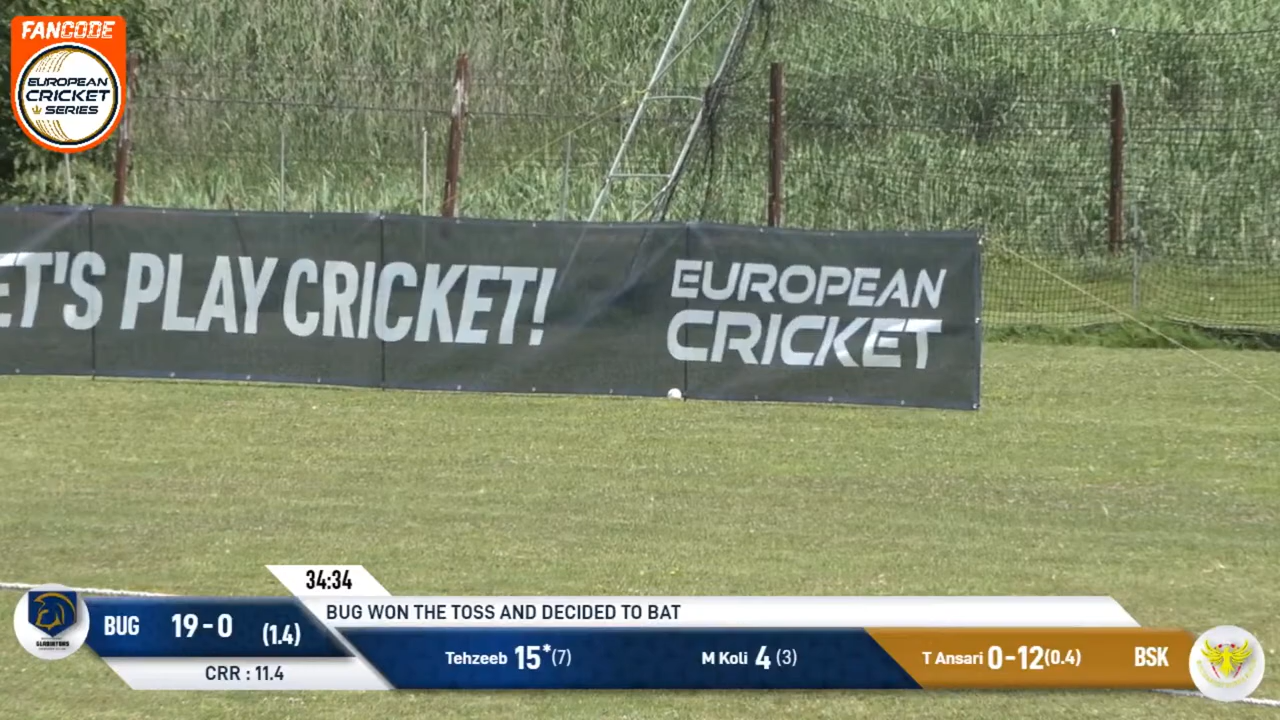 FANCODE
EUROPEAN
CRICKET
SERIES
ET'S PLAY CRICKET!
EUROPEAN
CRICKET
34:34
BUG WON THE TOSS AND DECIDED TO BAT
BUG 19-0 (1.4)
Tehzeeb 15*(7) M Koli 4 (3) T Ansari 0-12(0.4) BSK
CRR : 11.4
GLADIATORS